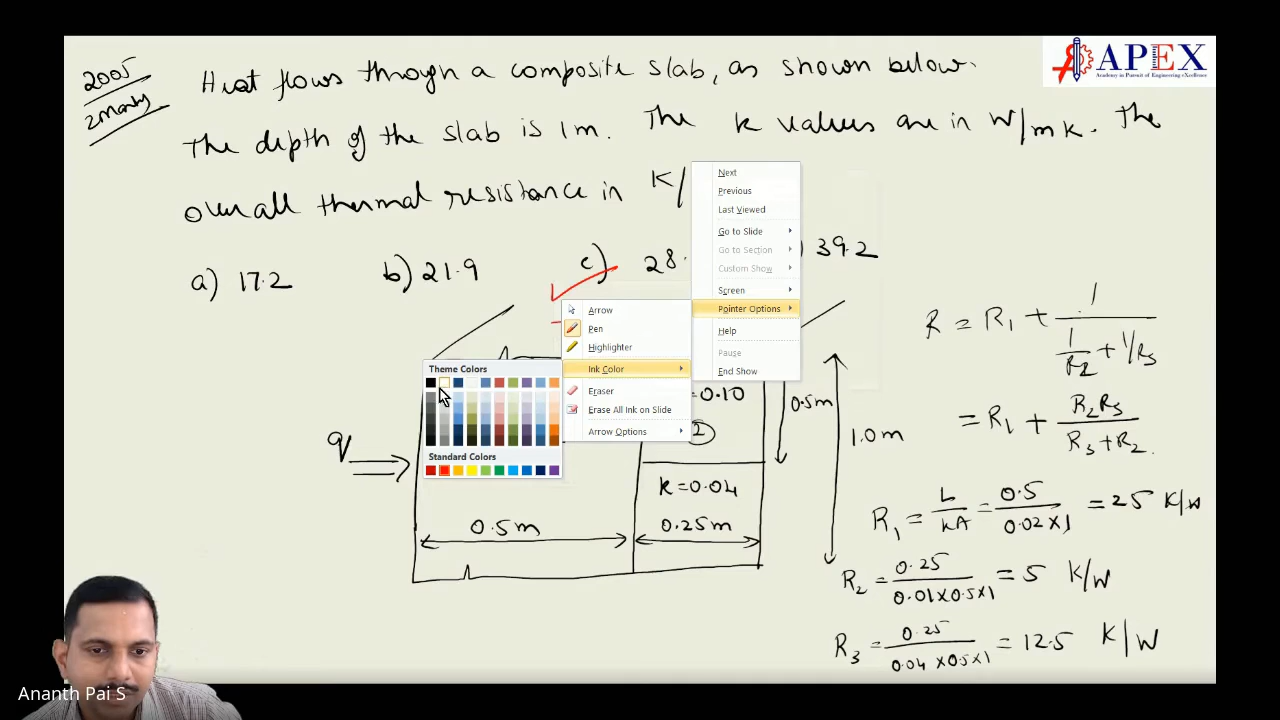 2005
2 Marks
Heat flows through a composite slab, as shown below.
The depth of the slab is 1m. The k values are in W/mK. The
overall thermal resistance in K/
a) 17.2 b) 21.9 c) 28. ) 39.2
APEX
Academy in Pursuit of Engineering eXcellence
Next
Previous
Last Viewed
Go to Slide
Go to Section
Custom Show
Screen
Pointer Options
Help
Pause
End Show
Arrow
Pen
Highlighter
Ink Color
Eraser
Erase All Ink on Slide
Arrow Options
Theme Colors
Standard Colors
q
=0.10
2
k=0.04
0.5m
0.25m
0.5m
1.0m
R = R1 + 1 / (1/R2 + 1/R3)
= R1 + R2R3 / R3+R2.
R1 = L/kA = 0.5 / 0.02×1 = 25 K/W
R2 = 0.25 / 0.01×0.5×1 = 5 K/W
R3 = 0.25 / 0.04×0.5×1 = 12.5 K/W
Ananth Pai S